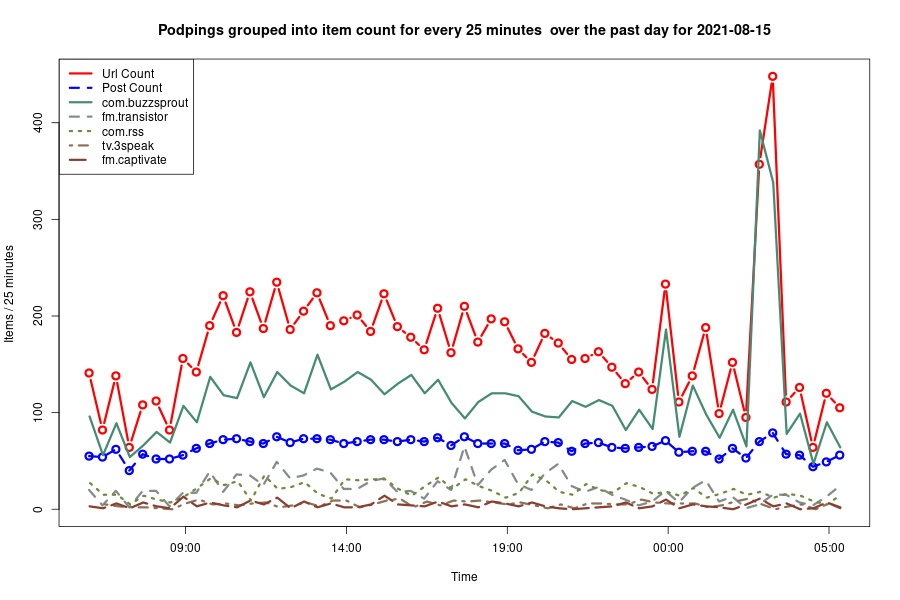 Podpings grouped into item count for every 25 minutes  over the past day for 2021-08-15
Url Count
Post Count
com.buzzsprout
fm.transistor
com.rss
tv.3speak
fm.captivate
Items / 25 minutes
400
300
200
100
0
09:00
14:00
19:00
00:00
05:00
Time